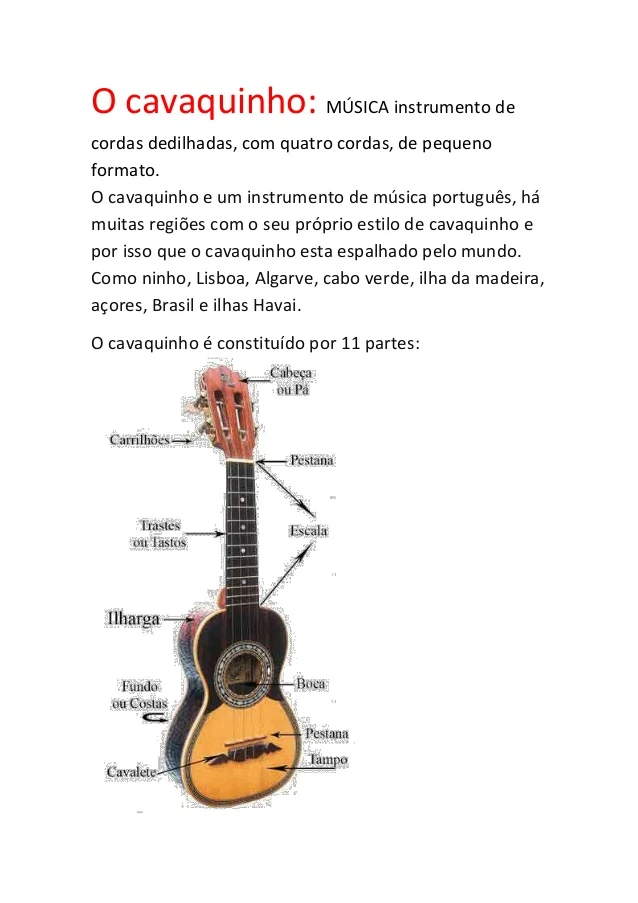 O cavaquinho: MÚSICA instrumento de
cordas dedilhadas, com quatro cordas, de pequeno
formato.
O cavaquinho e um instrumento de música português, há
muitas regiões com o seu próprio estilo de cavaquinho e
por isso que o cavaquinho esta espalhado pelo mundo.
Como ninho, Lisboa, Algarve, cabo verde, ilha da madeira,
açores, Brasil e ilhas Havai.
O cavaquinho é constituído por 11 partes:
Cabeça
ou Pá
Carrilhões
Pestana
Trastes
ou Tastos
Escala
Ilharga
Boca
Fundo
ou Costas
Pestana
Tampo
Cavalete